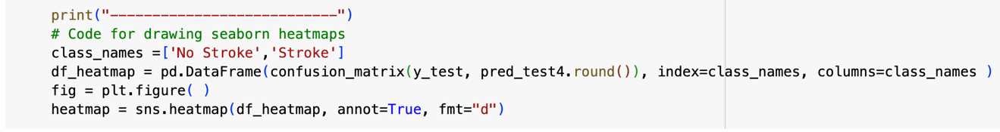 print("---------------------------")
# Code for drawing seaborn heatmaps
class_names =['No Stroke','Stroke']
df_heatmap = pd.DataFrame(confusion_matrix(y_test, pred_test4.round()), index=class_names, columns=class_names )
fig = plt.figure( )
heatmap = sns.heatmap(df_heatmap, annot=True, fmt="d")